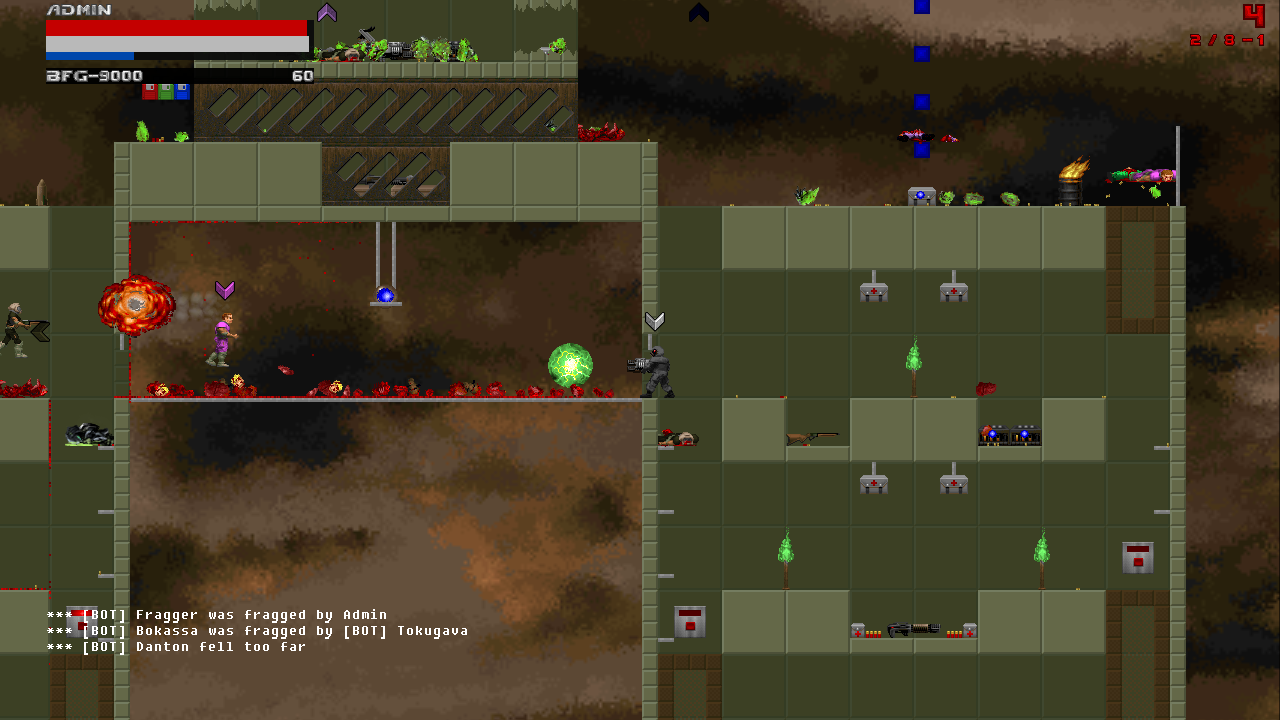 ADMIN
4
2 / 8 -1
BFG-9000 60
*** [BOT] Fragger was fragged by Admin
*** [BOT] Bokassa was fragged by [BOT] Tokugava
*** [BOT] Danton fell too far